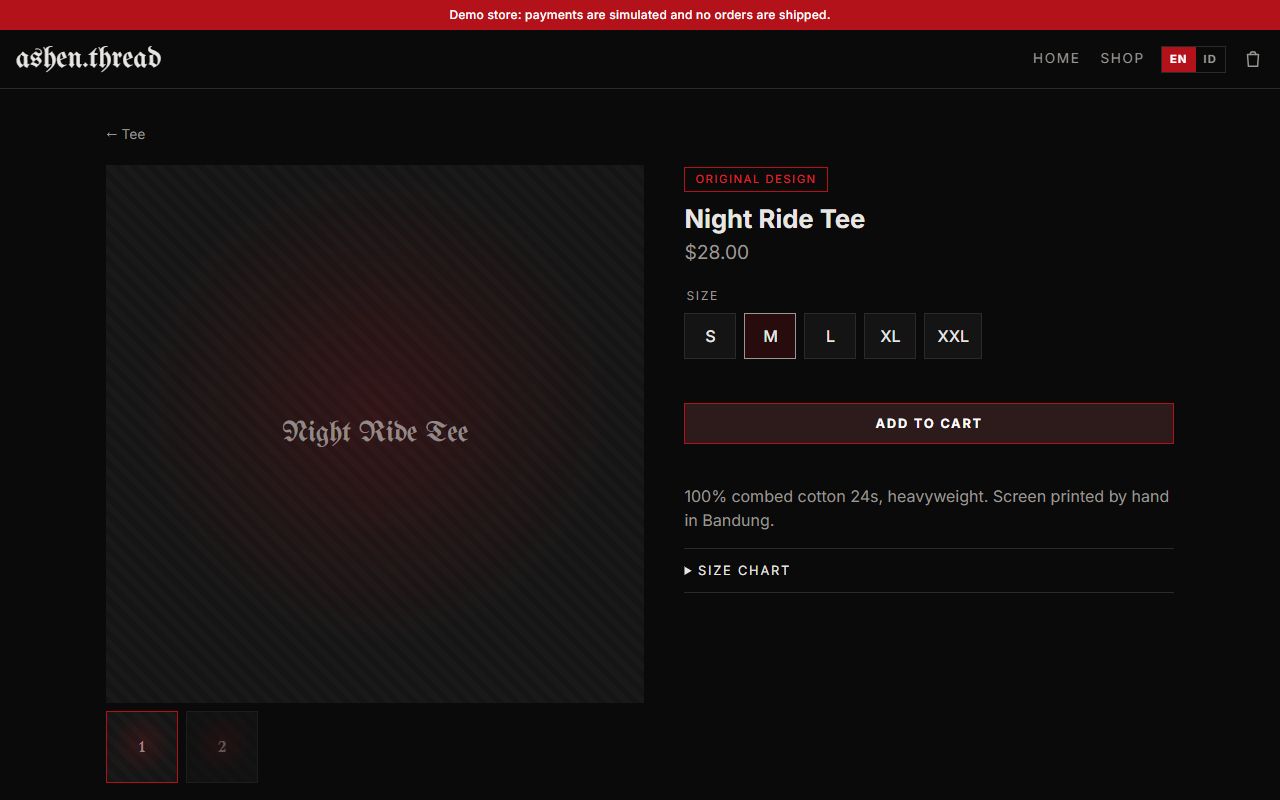 Demo store: payments are simulated and no orders are shipped.
ashen.thread
HOME SHOP EN ID
← Tee
ORIGINAL DESIGN
Night Ride Tee
$28.00
SIZE
S M L XL XXL
ADD TO CART
100% combed cotton 24s, heavyweight. Screen printed by hand
in Bandung.
▶ SIZE CHART
Night Ride Tee
1 2